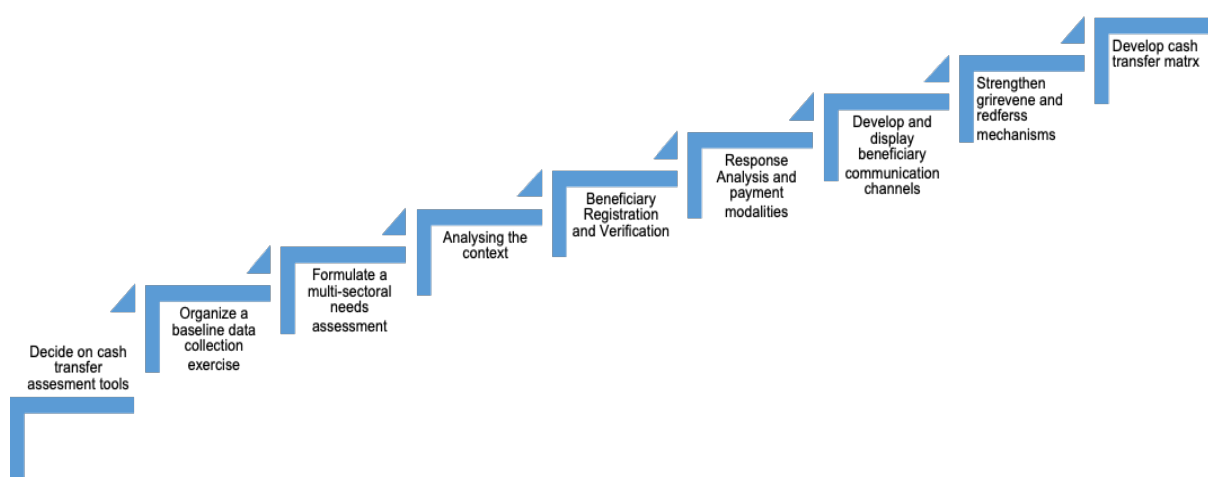 Decide on cash
transfer
assesment tools
Organize a
baseline data
collection
exercise
Formulate a
multi-sectoral
needs
assessment
Analysing the
context
Beneficiary
Registration
and Verification
Response
Analysis and
payment
modalities
Develop and
display
beneficiary
communication
channels
Strengthen
grirevene and
redferss
mechanisms
Develop cash
transfer matrx